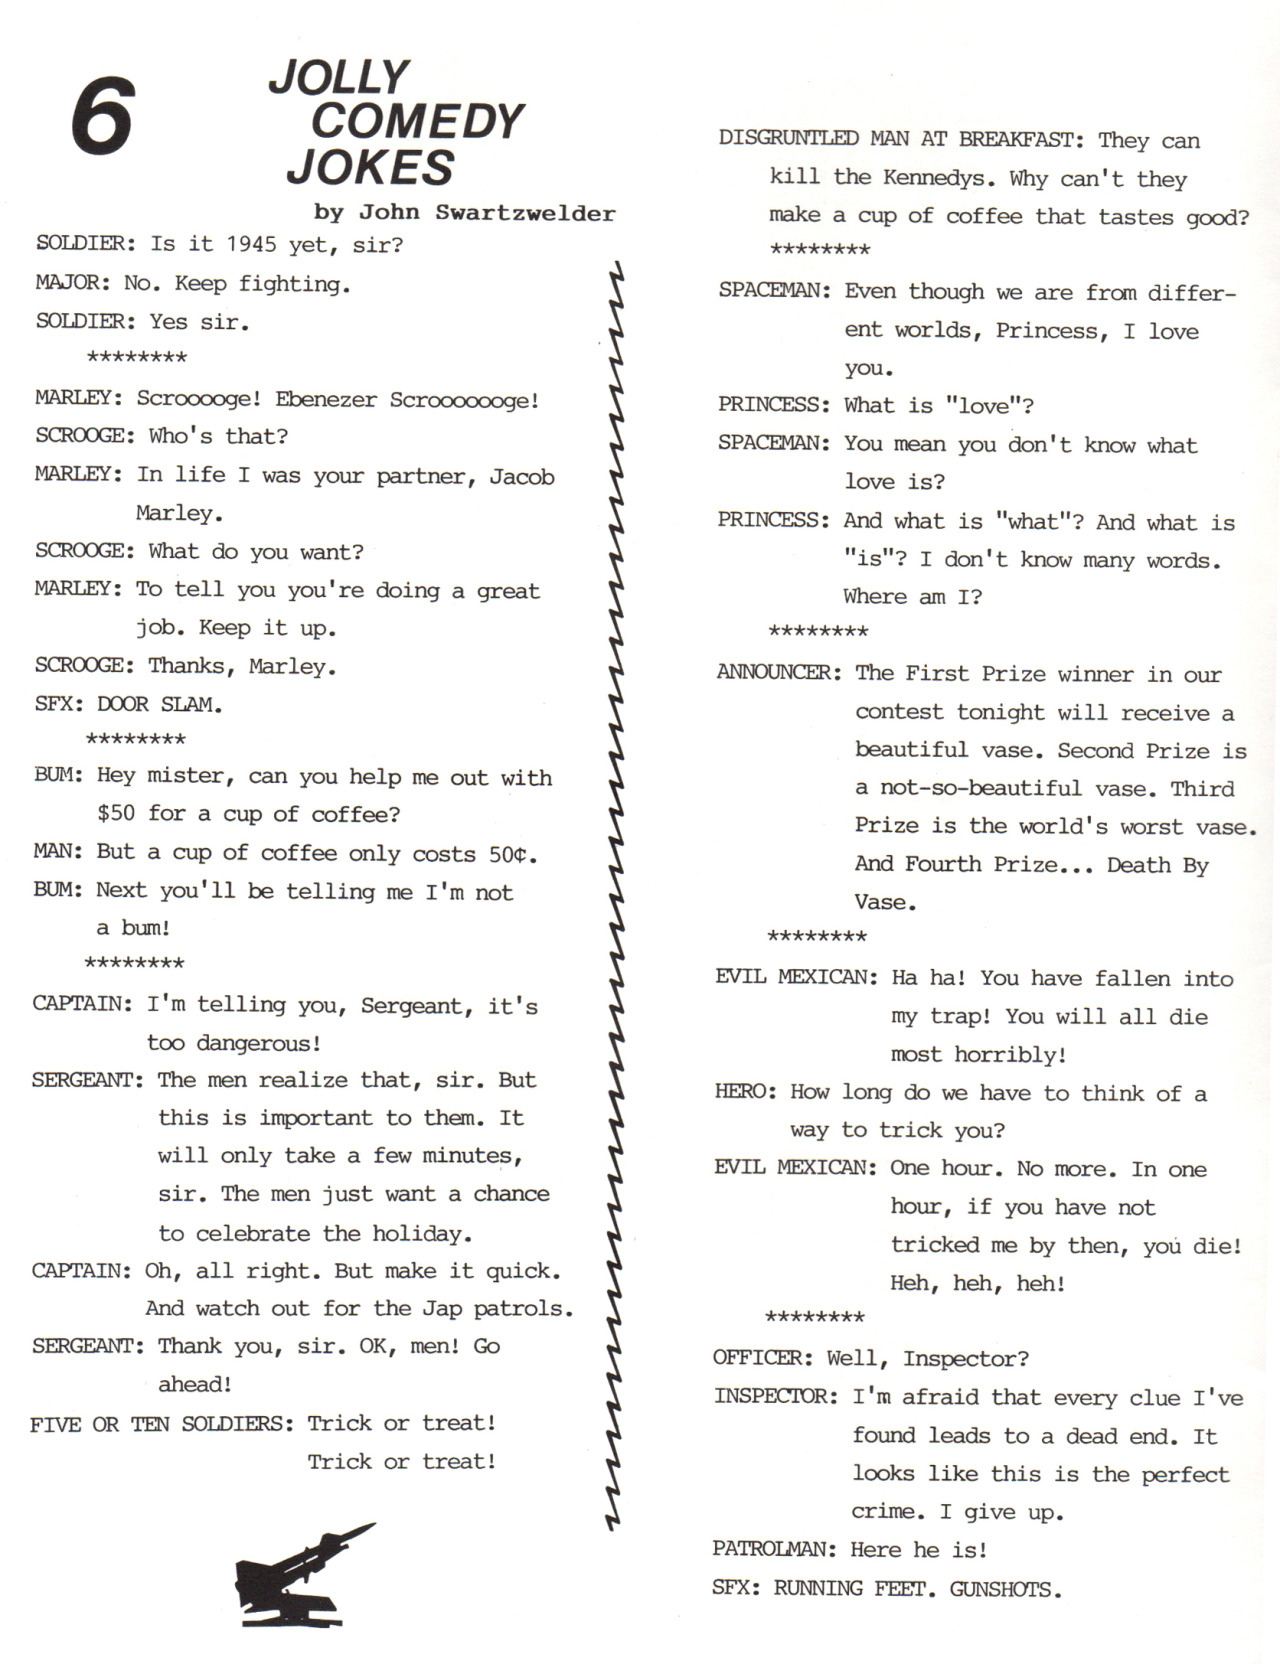 6
JOLLY
COMEDY
JOKES
by John Swartzwelder
SOLDIER: Is it 1945 yet, sir?
MAJOR: No. Keep fighting.
SOLDIER: Yes sir.
********
MARLEY: Scrooooge! Ebenezer Scrooooooge!
SCROOGE: Who's that?
MARLEY: In life I was your partner, Jacob
Marley.
SCROOGE: What do you want?
MARLEY: To tell you you're doing a great
job. Keep it up.
SCROOGE: Thanks, Marley.
SFX: DOOR SLAM.
********
BUM: Hey mister, can you help me out with
$50 for a cup of coffee?
MAN: But a cup of coffee only costs 50¢.
BUM: Next you'll be telling me I'm not
a bum!
********
CAPTAIN: I'm telling you, Sergeant, it's
too dangerous!
SERGEANT: The men realize that, sir. But
this is important to them. It
will only take a few minutes,
sir. The men just want a chance
to celebrate the holiday.
CAPTAIN: Oh, all right. But make it quick.
And watch out for the Jap patrols.
SERGEANT: Thank you, sir. OK, men! Go
ahead!
FIVE OR TEN SOLDIERS: Trick or treat!
Trick or treat!
DISGRUNTLED MAN AT BREAKFAST: They can
kill the Kennedys. Why can't they
make a cup of coffee that tastes good?
********
SPACEMAN: Even though we are from differ-
ent worlds, Princess, I love
you.
PRINCESS: What is "love"?
SPACEMAN: You mean you don't know what
love is?
PRINCESS: And what is "what"? And what is
"is"? I don't know many words.
Where am I?
********
ANNOUNCER: The First Prize winner in our
contest tonight will receive a
beautiful vase. Second Prize is
a not-so-beautiful vase. Third
Prize is the world's worst vase.
And Fourth Prize... Death By
Vase.
********
EVIL MEXICAN: Ha ha! You have fallen into
my trap! You will all die
most horribly!
HERO: How long do we have to think of a
way to trick you?
EVIL MEXICAN: One hour. No more. In one
hour, if you have not
tricked me by then, you die!
Heh, heh, heh!
********
OFFICER: Well, Inspector?
INSPECTOR: I'm afraid that every clue I've
found leads to a dead end. It
looks like this is the perfect
crime. I give up.
PATROLMAN: Here he is!
SFX: RUNNING FEET. GUNSHOTS.